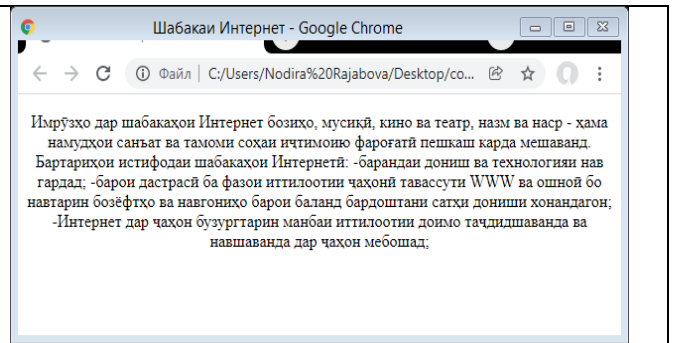 Шабакаи Интернет - Google Chrome
Файл | C:/Users/Nodira%20Rajabova/Desktop/co...
Имрӯзҳо дар шабакаҳои Интернет бозиҳо, мусиқӣ, кино ва театр, назм ва наср - ҳама
намудҳои санъат ва тамоми соҳаи иҷтимоию фароғатӣ пешкаш карда мешаванд.
Бартариҳои истифодаи шабакаҳои Интернетӣ: -барандаи дониш ва технологияи нав
гардад; -барои дастрасӣ ба фазои иттилоотии ҷаҳонӣ тавассути WWW ва ошноӣ бо
навтарин бозёфтҳо ва навгониҳо барои баланд бардоштани сатҳи дониши хонандагон;
-Интернет дар ҷаҳон бузургтарин манбаи иттилоотии доимо таҷдидшаванда ва
навшаванда дар ҷаҳон мебошад;